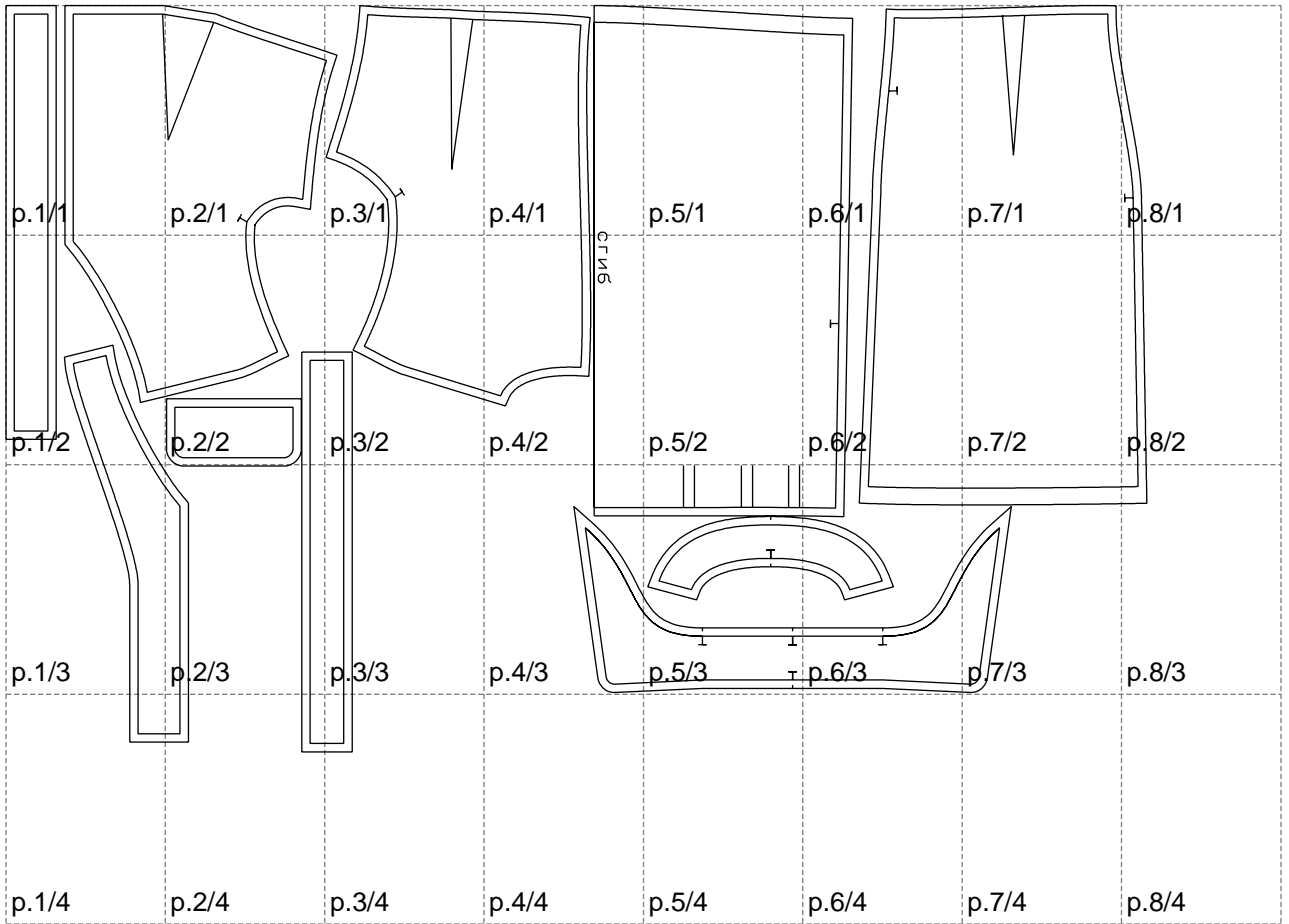 p.1/1 p.2/1 p.3/1 p.4/1 p.5/1 p.6/1 p.7/1 p.8/1
сгиб
p.1/2 p.2/2 p.3/2 p.4/2 p.5/2 p.6/2 p.7/2 p.8/2
p.1/3 p.2/3 p.3/3 p.4/3 p.5/3 p.6/3 p.7/3 p.8/3
p.1/4 p.2/4 p.3/4 p.4/4 p.5/4 p.6/4 p.7/4 p.8/4